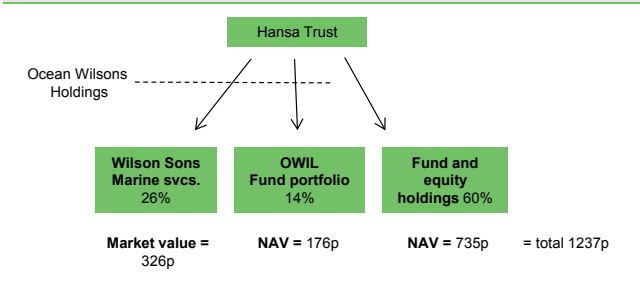 Hansa Trust
Ocean Wilsons
Holdings
Wilson Sons
Marine svcs.
26%
OWIL
Fund portfolio
14%
Fund and
equity
holdings 60%
Market value =
326p
NAV = 176p
NAV = 735p
= total 1237p